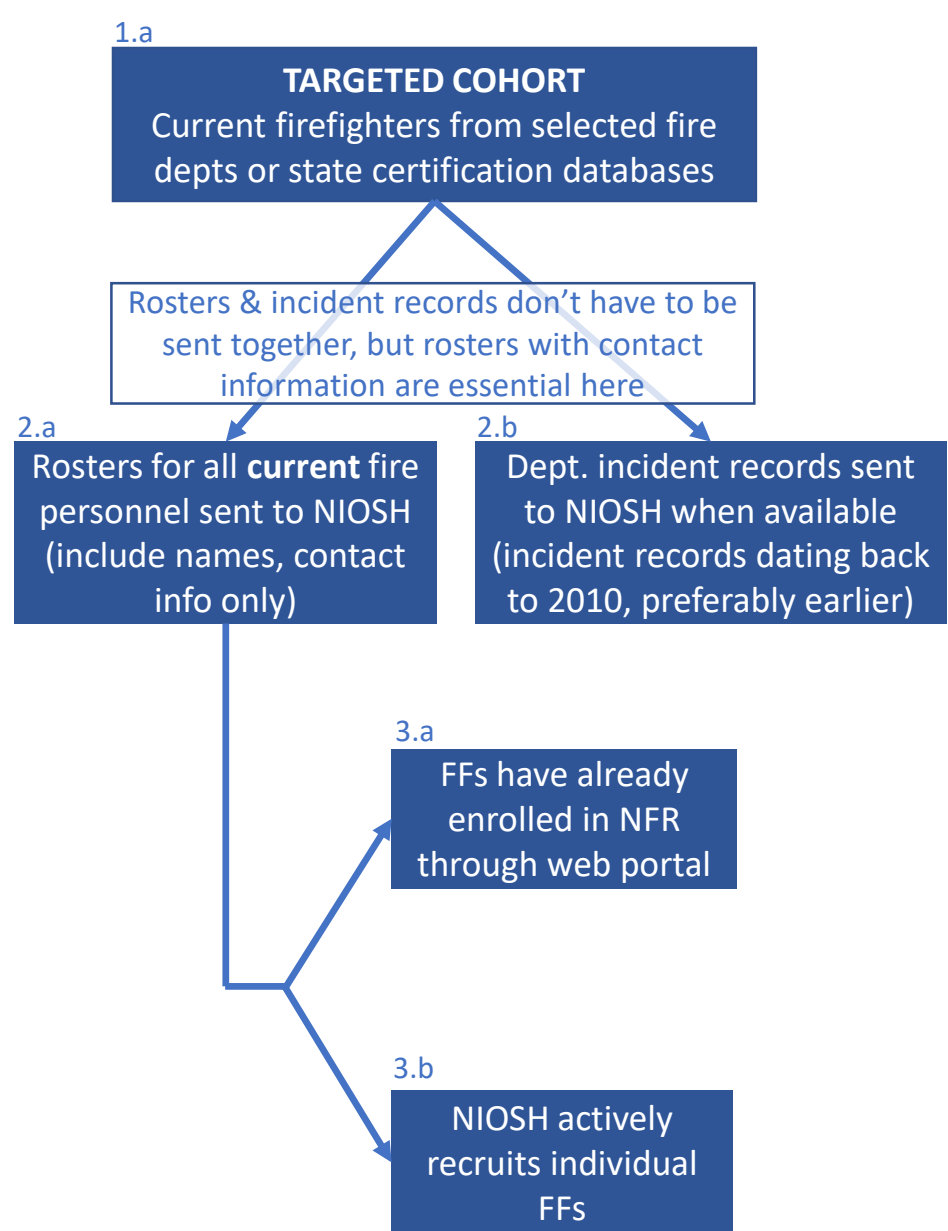 1.a
TARGETED COHORT
Current firefighters from selected fire
depts or state certification databases
Rosters & incident records don’t have to be
sent together, but rosters with contact
information are essential here
2.a
Rosters for all current fire
personnel sent to NIOSH
(include names, contact
info only)
2.b
Dept. incident records sent
to NIOSH when available
(incident records dating back
to 2010, preferably earlier)
3.a
FFs have already
enrolled in NFR
through web portal
3.b
NIOSH actively
recruits individual
FFs